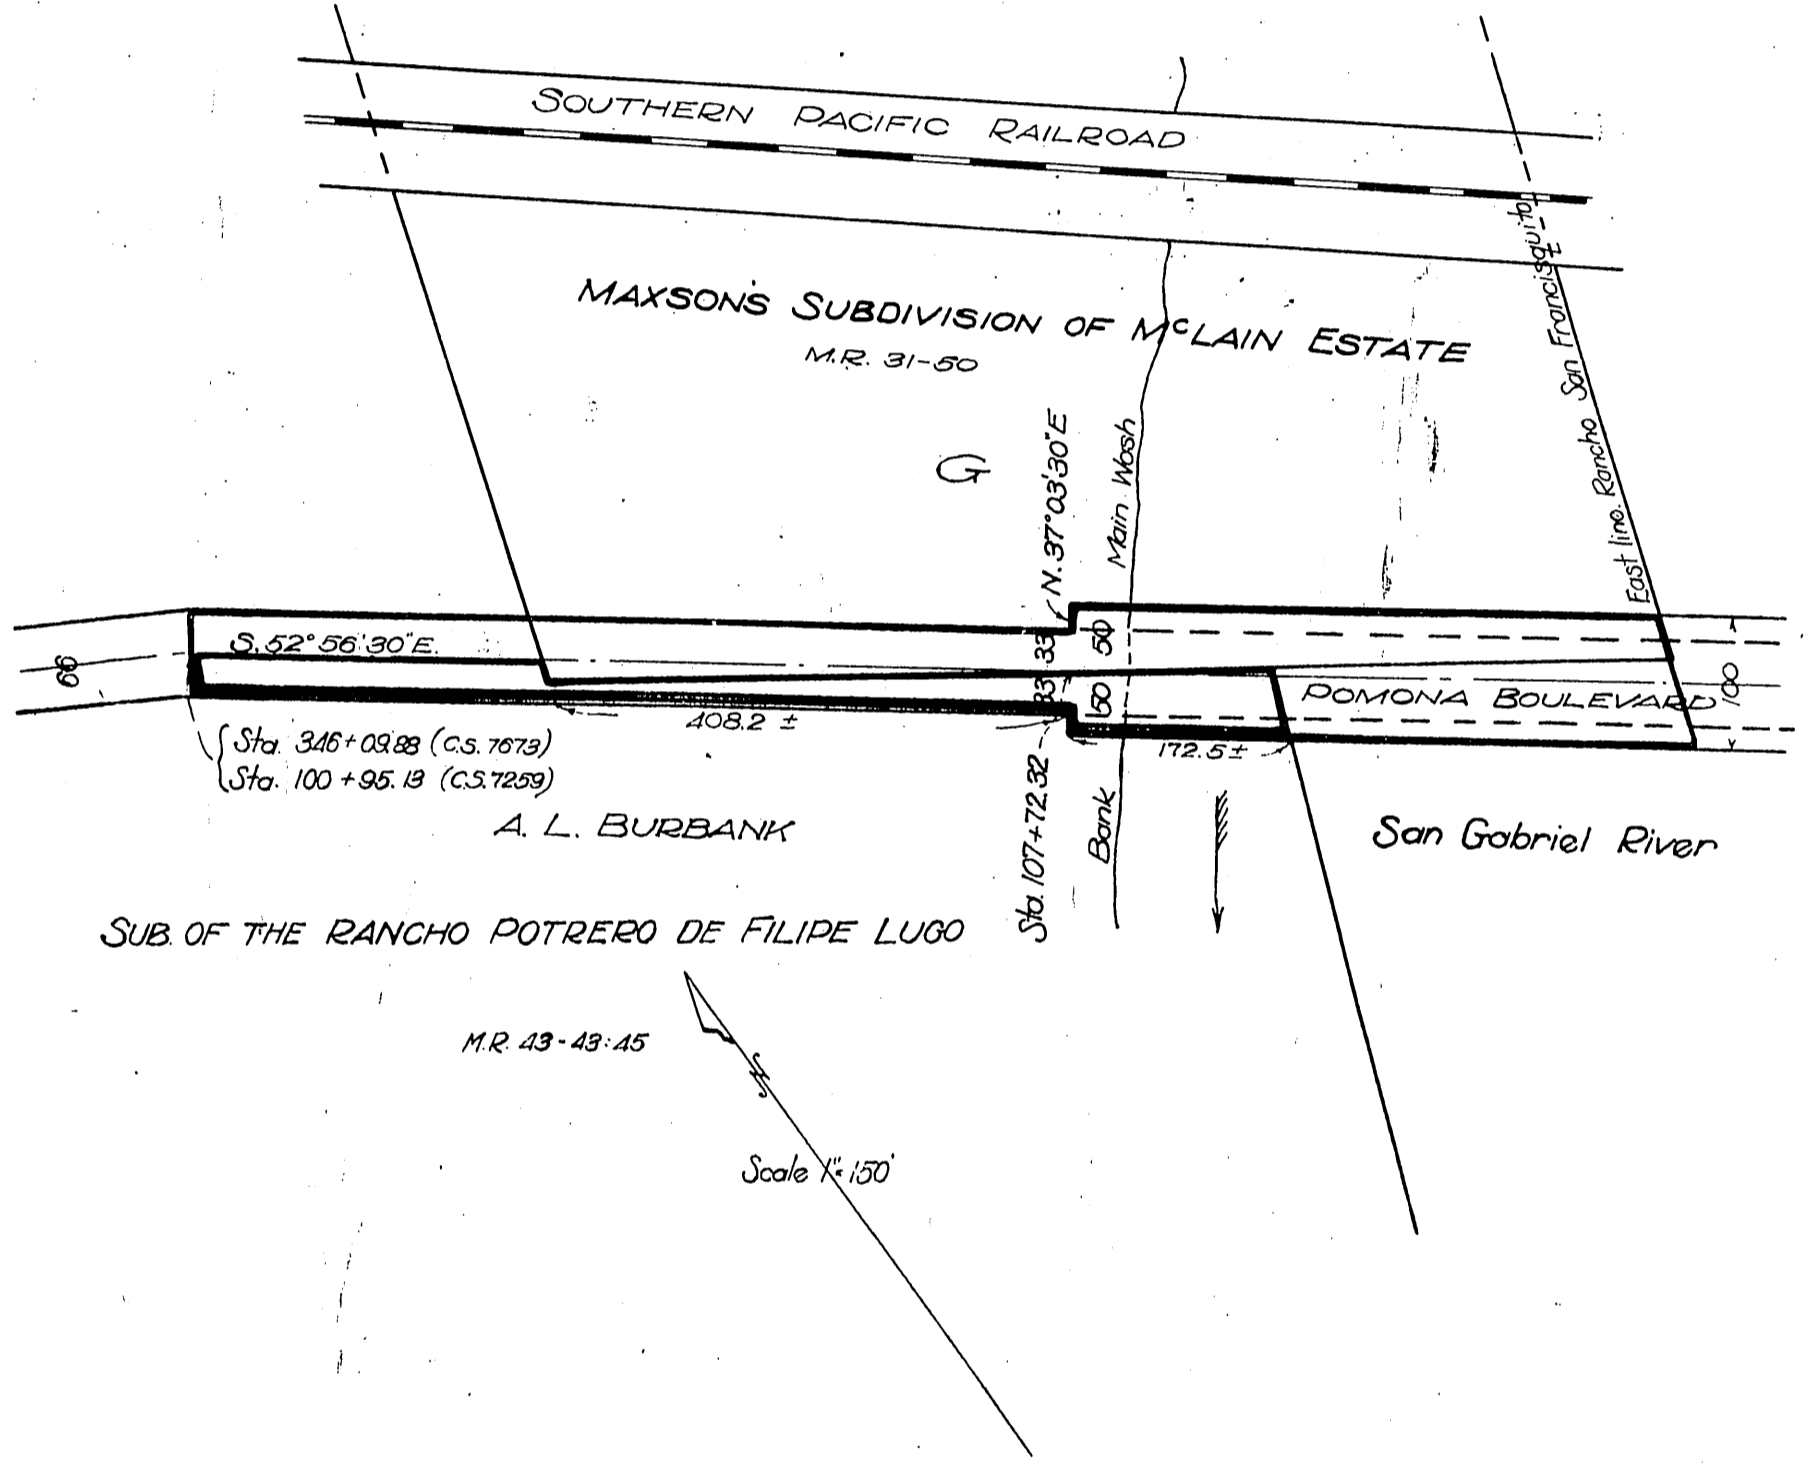 SOUTHERN PACIFIC RAILROAD
MAXSON'S SUBDIVISION OF McLAIN ESTATE
M.R. 31-50
East line Rancho San Francisquito
G
N.37°03'30"E
Main Wash
S.52°56'30"E.
66
33
50
33
50
POMONA BOULEVARD
100
408.2 ±
172.5±
{Sta. 346+09.88 (C.S. 7673)
{Sta. 100+95.13 (C.S. 7259)
Sta. 107+72.32
Bank
A. L. BURBANK
San Gabriel River
SUB. OF THE RANCHO POTRERO DE FILIPE LUGO
M.R. 43-43:45
N
Scale 1"=150'